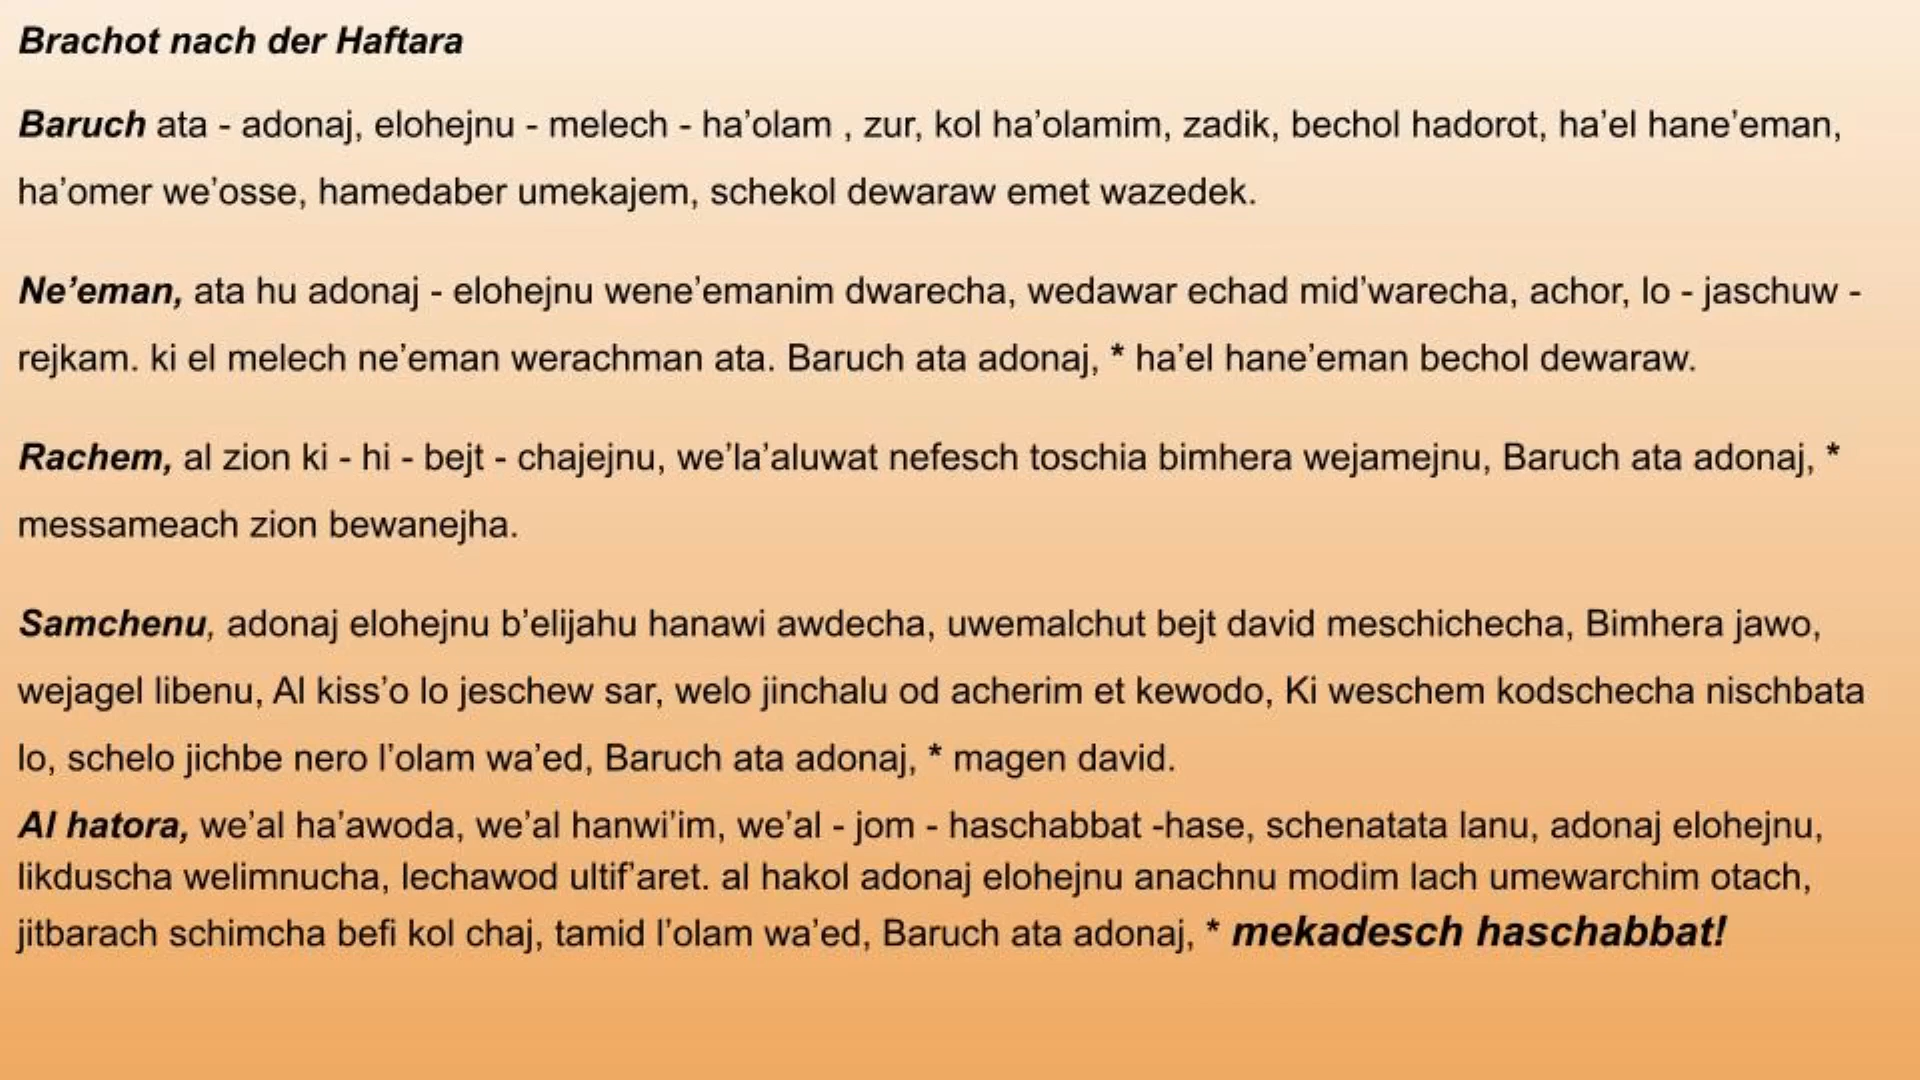 Brachot nach der Haftara
Baruch ata - adonaj, elohejnu - melech - ha’olam , zur, kol ha’olamim, zadik, bechol hadorot, ha’el hane’eman,
ha’omer we’osse, hamedaber umekajem, schekol dewaraw emet wazedek.
Ne’eman, ata hu adonaj - elohejnu wene’emanim dwarecha, wedawar echad mid’warecha, achor, lo - jaschuw -
rejkam. ki el melech ne’eman werachman ata. Baruch ata adonaj, * ha’el hane’eman bechol dewaraw.
Rachem, al zion ki - hi - bejt - chajejnu, we’la’aluwat nefesch toschia bimhera wejamejnu, Baruch ata adonaj, *
messameach zion bewanejha.
Samchenu, adonaj elohejnu b’elijahu hanawi awdecha, uwemalchut bejt david meschichecha, Bimhera jawo,
wejagel libenu, Al kiss’o lo jeschew sar, welo jinchalu od acherim et kewodo, Ki weschem kodschecha nischbata
lo, schelo jichbe nero l’olam wa’ed, Baruch ata adonaj, * magen david.
Al hatora, we’al ha’awoda, we’al hanwi’im, we’al - jom - haschabbat -hase, schenatata lanu, adonaj elohejnu,
likduscha welimnucha, lechawod ultif’aret. al hakol adonaj elohejnu anachnu modim lach umewarchim otach,
jitbarach schimcha befi kol chaj, tamid l’olam wa’ed, Baruch ata adonaj, * mekadesch haschabbat!